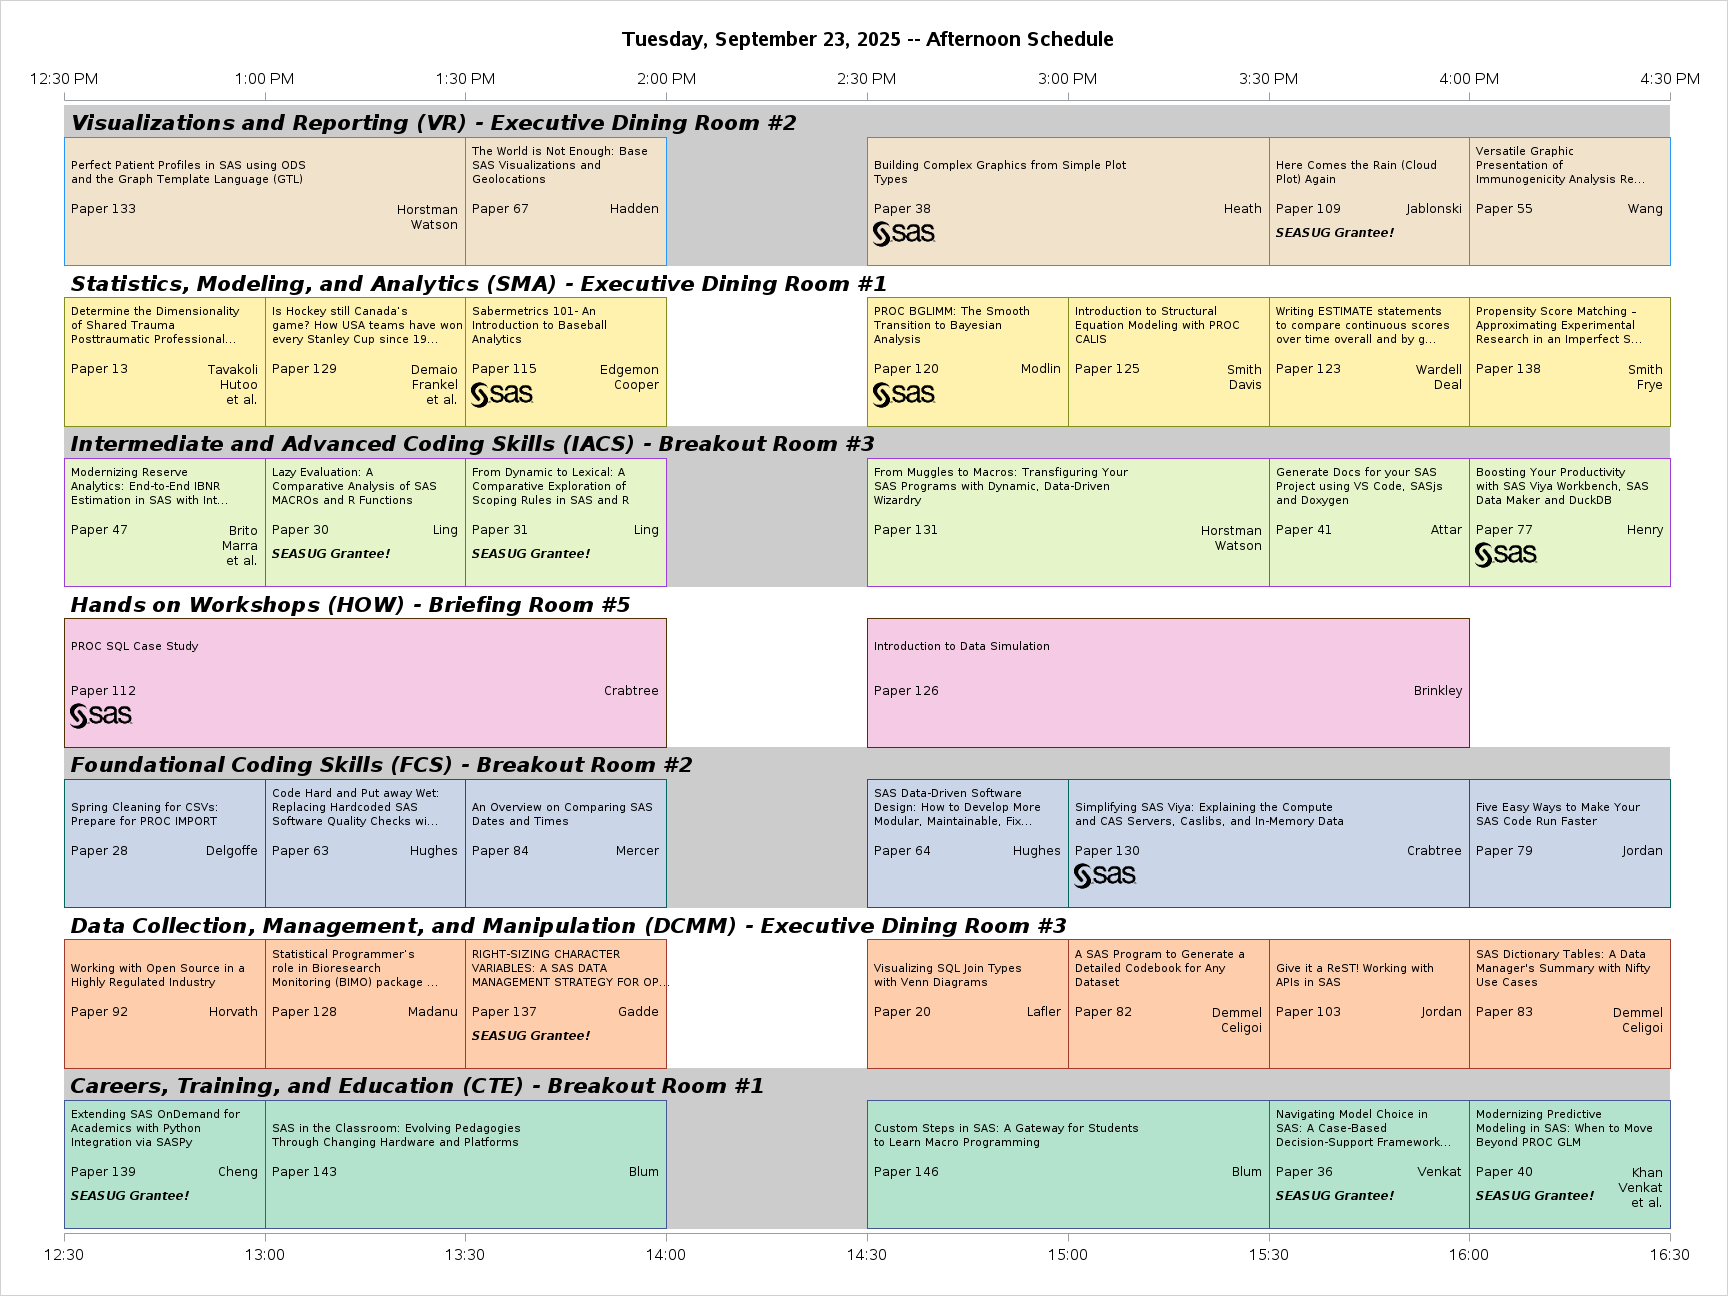 Tuesday, September 23, 2025 -- Afternoon Schedule
12:30 PM 1:00 PM 1:30 PM 2:00 PM 2:30 PM 3:00 PM 3:30 PM 4:00 PM 4:30 PM
Visualizations and Reporting (VR) - Executive Dining Room #2
Perfect Patient Profiles in SAS using ODS
and the Graph Template Language (GTL)
Paper 133
Horstman
Watson
The World is Not Enough: Base
SAS Visualizations and
Geolocations
Paper 67 Hadden
Building Complex Graphics from Simple Plot
Types
Paper 38 Heath
sas
Here Comes the Rain (Cloud
Plot) Again
Paper 109 Jablonski
SEASUG Grantee!
Versatile Graphic
Presentation of
Immunogenicity Analysis Re...
Paper 55 Wang
Statistics, Modeling, and Analytics (SMA) - Executive Dining Room #1
Determine the Dimensionality
of Shared Trauma
Posttraumatic Professional...
Paper 13 Tavakoli
Hutoo
et al.
Is Hockey still Canada's
game? How USA teams have won
every Stanley Cup since 19...
Paper 129 Demaio
Frankel
et al.
Sabermetrics 101- An
Introduction to Baseball
Analytics
Paper 115 Edgemon
Cooper
sas
PROC BGLIMM: The Smooth
Transition to Bayesian
Analysis
Paper 120 Modlin
sas
Introduction to Structural
Equation Modeling with PROC
CALIS
Paper 125 Smith
Davis
Writing ESTIMATE statements
to compare continuous scores
over time overall and by g...
Paper 123 Wardell
Deal
Propensity Score Matching –
Approximating Experimental
Research in an Imperfect S...
Paper 138 Smith
Frye
Intermediate and Advanced Coding Skills (IACS) - Breakout Room #3
Modernizing Reserve
Analytics: End-to-End IBNR
Estimation in SAS with Int...
Paper 47 Brito
Marra
et al.
Lazy Evaluation: A
Comparative Analysis of SAS
MACROs and R Functions
Paper 30 Ling
SEASUG Grantee!
From Dynamic to Lexical: A
Comparative Exploration of
Scoping Rules in SAS and R
Paper 31 Ling
SEASUG Grantee!
From Muggles to Macros: Transfiguring Your
SAS Programs with Dynamic, Data-Driven
Wizardry
Paper 131 Horstman
Watson
Generate Docs for your SAS
Project using VS Code, SASjs
and Doxygen
Paper 41 Attar
Boosting Your Productivity
with SAS Viya Workbench, SAS
Data Maker and DuckDB
Paper 77 Henry
sas
Hands on Workshops (HOW) - Briefing Room #5
PROC SQL Case Study
Paper 112 Crabtree
sas
Introduction to Data Simulation
Paper 126 Brinkley
Foundational Coding Skills (FCS) - Breakout Room #2
Spring Cleaning for CSVs:
Prepare for PROC IMPORT
Paper 28 Delgoffe
Code Hard and Put away Wet:
Replacing Hardcoded SAS
Software Quality Checks wi...
Paper 63 Hughes
An Overview on Comparing SAS
Dates and Times
Paper 84 Mercer
SAS Data-Driven Software
Design: How to Develop More
Modular, Maintainable, Fix...
Paper 64 Hughes
Simplifying SAS Viya: Explaining the Compute
and CAS Servers, Caslibs, and In-Memory Data
Paper 130 Crabtree
sas
Five Easy Ways to Make Your
SAS Code Run Faster
Paper 79 Jordan
Data Collection, Management, and Manipulation (DCMM) - Executive Dining Room #3
Working with Open Source in a
Highly Regulated Industry
Paper 92 Horvath
Statistical Programmer's
role in Bioresearch
Monitoring (BIMO) package ...
Paper 128 Madanu
RIGHT-SIZING CHARACTER
VARIABLES: A SAS DATA
MANAGEMENT STRATEGY FOR OP...
Paper 137 Gadde
SEASUG Grantee!
Visualizing SQL Join Types
with Venn Diagrams
Paper 20 Lafler
A SAS Program to Generate a
Detailed Codebook for Any
Dataset
Paper 82 Demmel
Celigoi
Give it a ReST! Working with
APIs in SAS
Paper 103 Jordan
SAS Dictionary Tables: A Data
Manager's Summary with Nifty
Use Cases
Paper 83 Demmel
Celigoi
Careers, Training, and Education (CTE) - Breakout Room #1
Extending SAS OnDemand for
Academics with Python
Integration via SASPy
Paper 139 Cheng
SEASUG Grantee!
SAS in the Classroom: Evolving Pedagogies
Through Changing Hardware and Platforms
Paper 143 Blum
Custom Steps in SAS: A Gateway for Students
to Learn Macro Programming
Paper 146 Blum
Navigating Model Choice in
SAS: A Case-Based
Decision-Support Framework...
Paper 36 Venkat
SEASUG Grantee!
Modernizing Predictive
Modeling in SAS: When to Move
Beyond PROC GLM
Paper 40 Khan
Venkat
et al.
SEASUG Grantee!
12:30 13:00 13:30 14:00 14:30 15:00 15:30 16:00 16:30